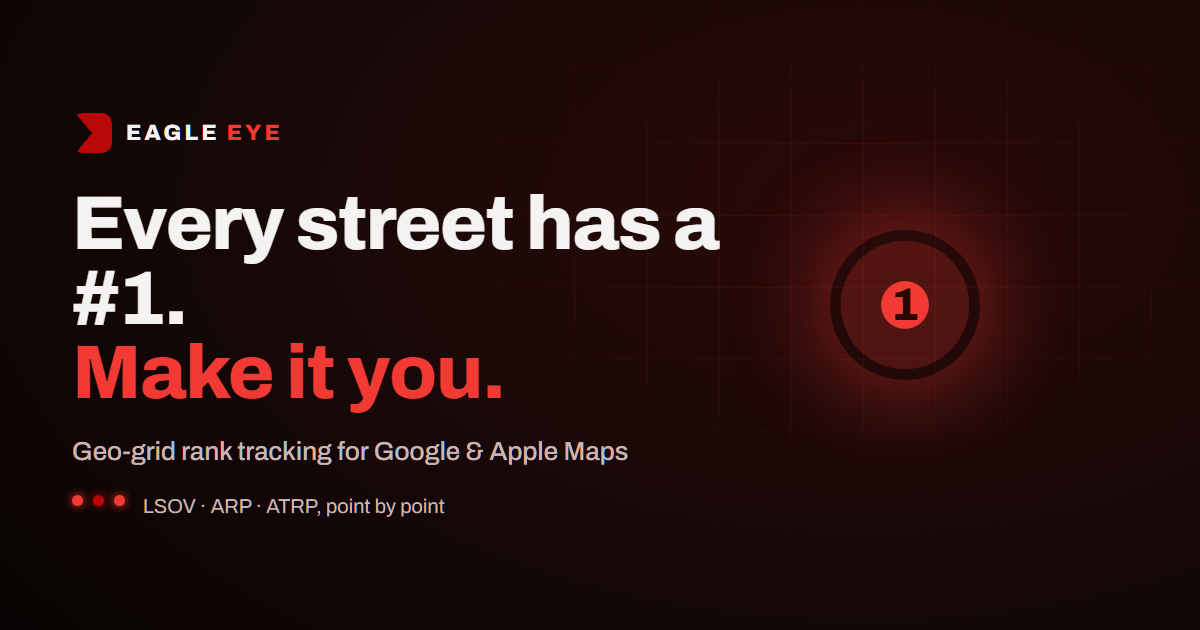 EAGLE EYE
Every street has a
#1.
Make it you.
1
Geo-grid rank tracking for Google & Apple Maps
LSOV · ARP · ATRP, point by point